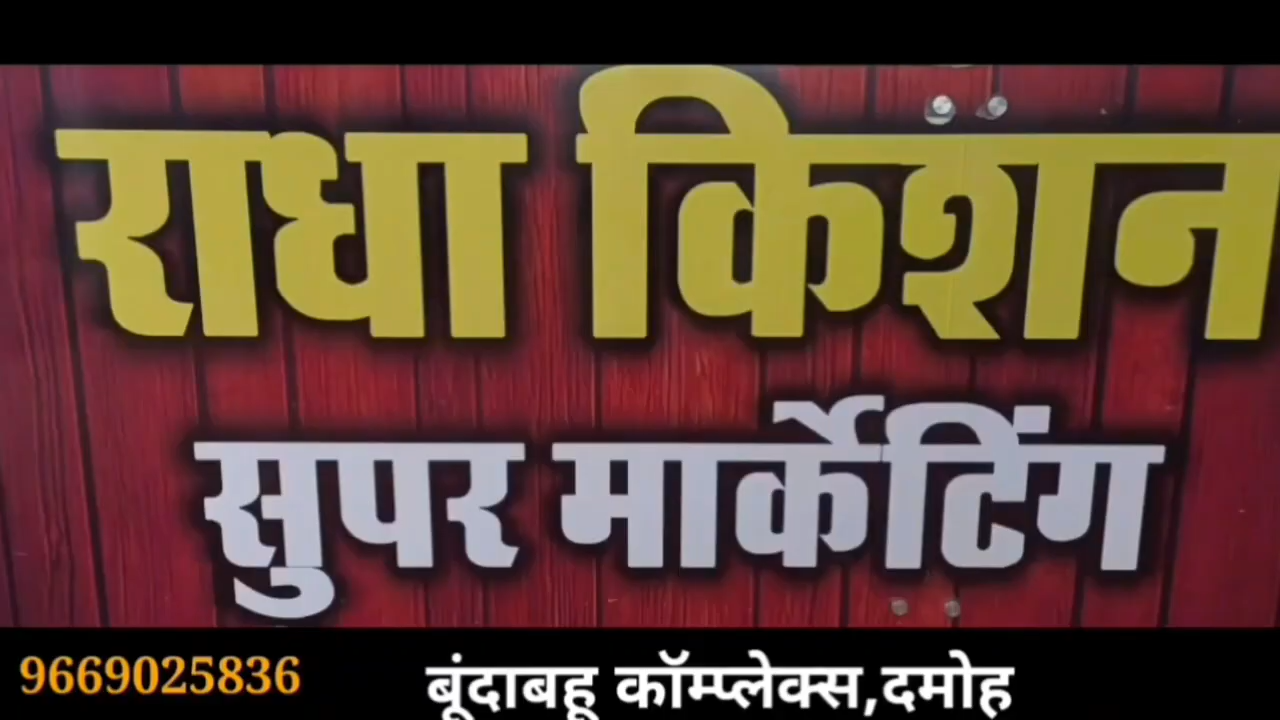 राधा किशन
सुपर मार्केटिंग
9669025836 बूंदाबहू कॉम्प्लेक्स,दमोह